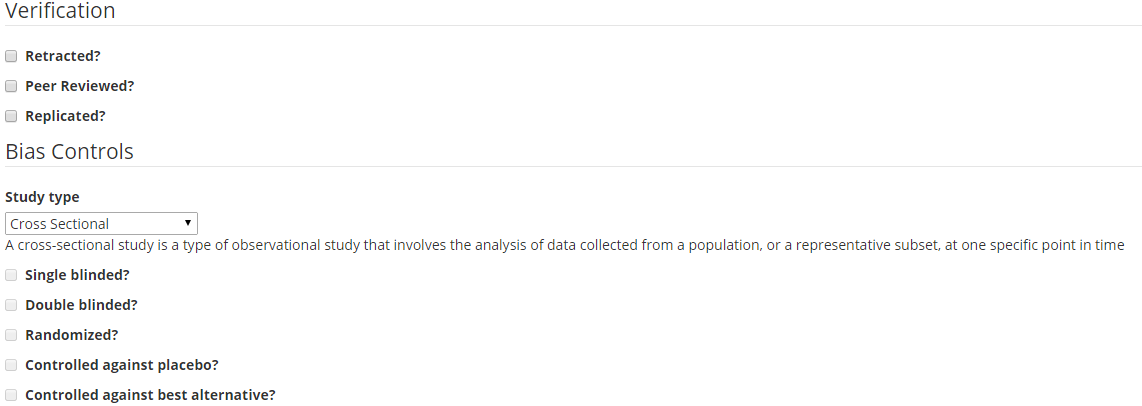 Verification
Retracted?
Peer Reviewed?
Replicated?
Bias Controls
Study type
Cross Sectional
A cross-sectional study is a type of observational study that involves the analysis of data collected from a population, or a representative subset, at one specific point in time
Single blinded?
Double blinded?
Randomized?
Controlled against placebo?
Controlled against best alternative?